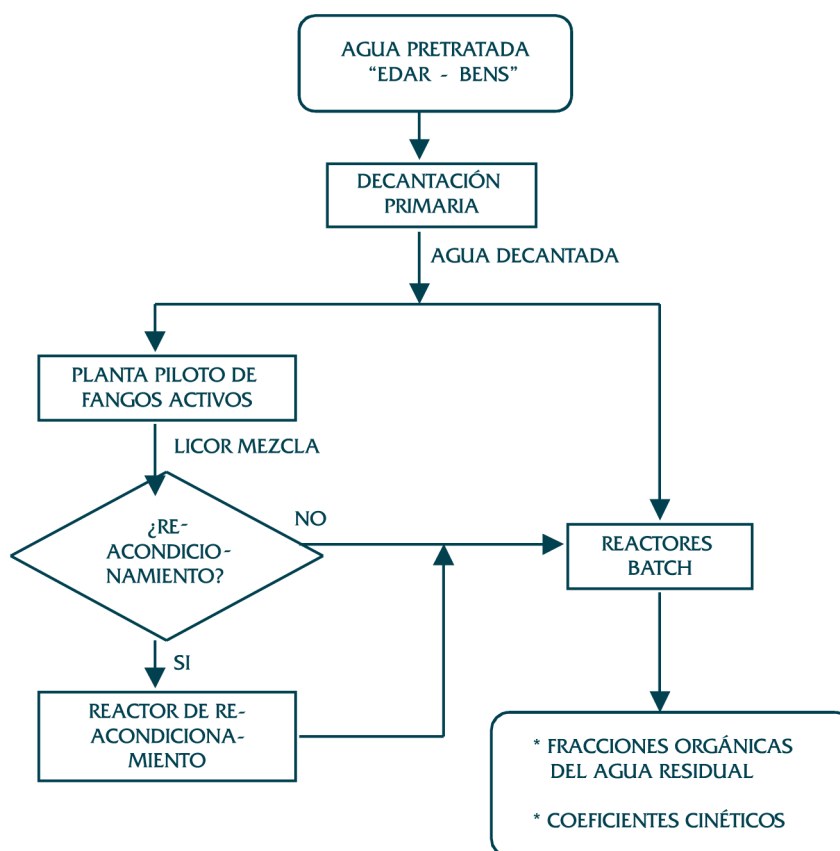 AGUA PRETRATADA
“EDAR - BENS”
DECANTACIÓN
PRIMARIA
AGUA DECANTADA
PLANTA PILOTO DE
FANGOS ACTIVOS
LICOR MEZCLA
¿RE-
ACONDICIO-
NAMIENTO?
NO
REACTORES
BATCH
SI
REACTOR DE RE-
ACONDICIONA-
MIENTO
* FRACCIONES ORGÁNICAS
DEL AGUA RESIDUAL
* COEFICIENTES CINÉTICOS